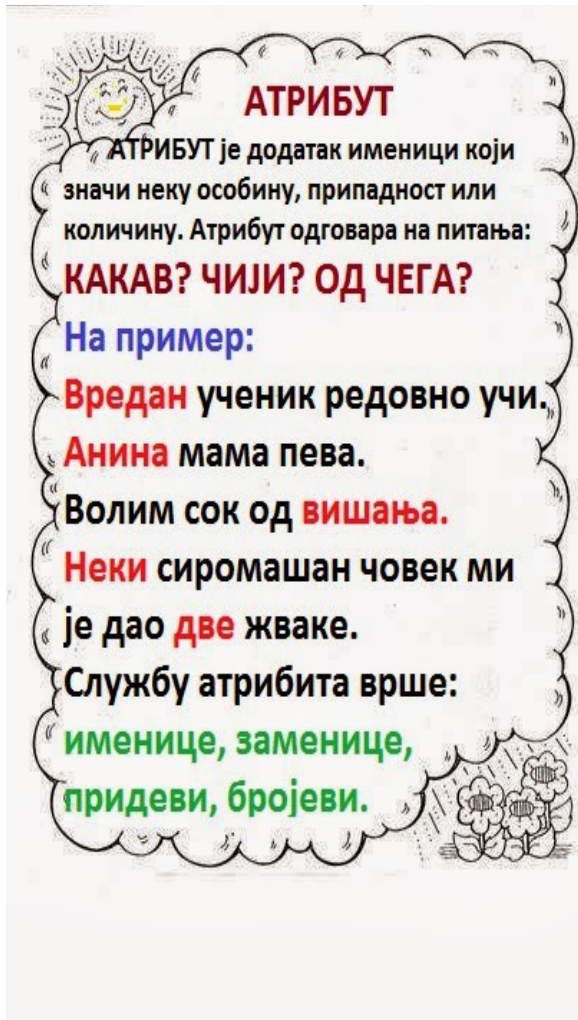 АТРИБУТ
АТРИБУТ је додатак именици који
значи неку особину, припадност или
количину. Атрибут одговара на питања:
КАКАВ? ЧИЈИ? ОД ЧЕГА?
На пример:
Вредан ученик редовно учи.
Анина мама пева.
Волим сок од вишања.
Неки сиромашан човек ми
је дао две жваке.
Службу атрибита врше:
именице, заменице,
придеви, бројеви.